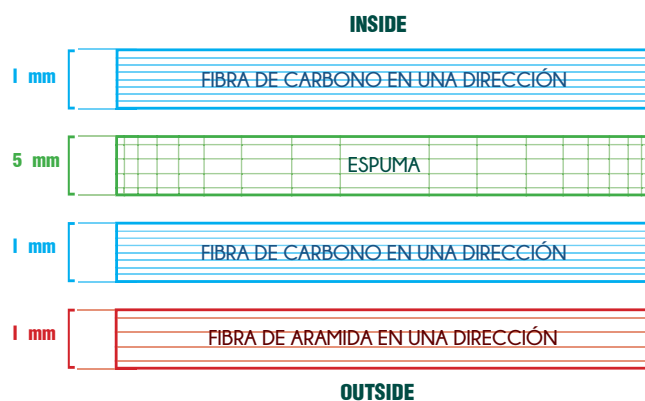 INSIDE
1 mm
FIBRA DE CARBONO EN UNA DIRECCIÓN
5 mm
ESPUMA
1 mm
FIBRA DE CARBONO EN UNA DIRECCIÓN
1 mm
FIBRA DE ARAMIDA EN UNA DIRECCIÓN
OUTSIDE